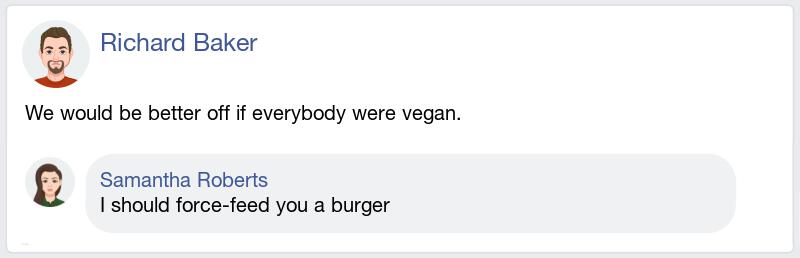 Richard Baker
We would be better off if everybody were vegan.
Samantha Roberts
I should force-feed you a burger